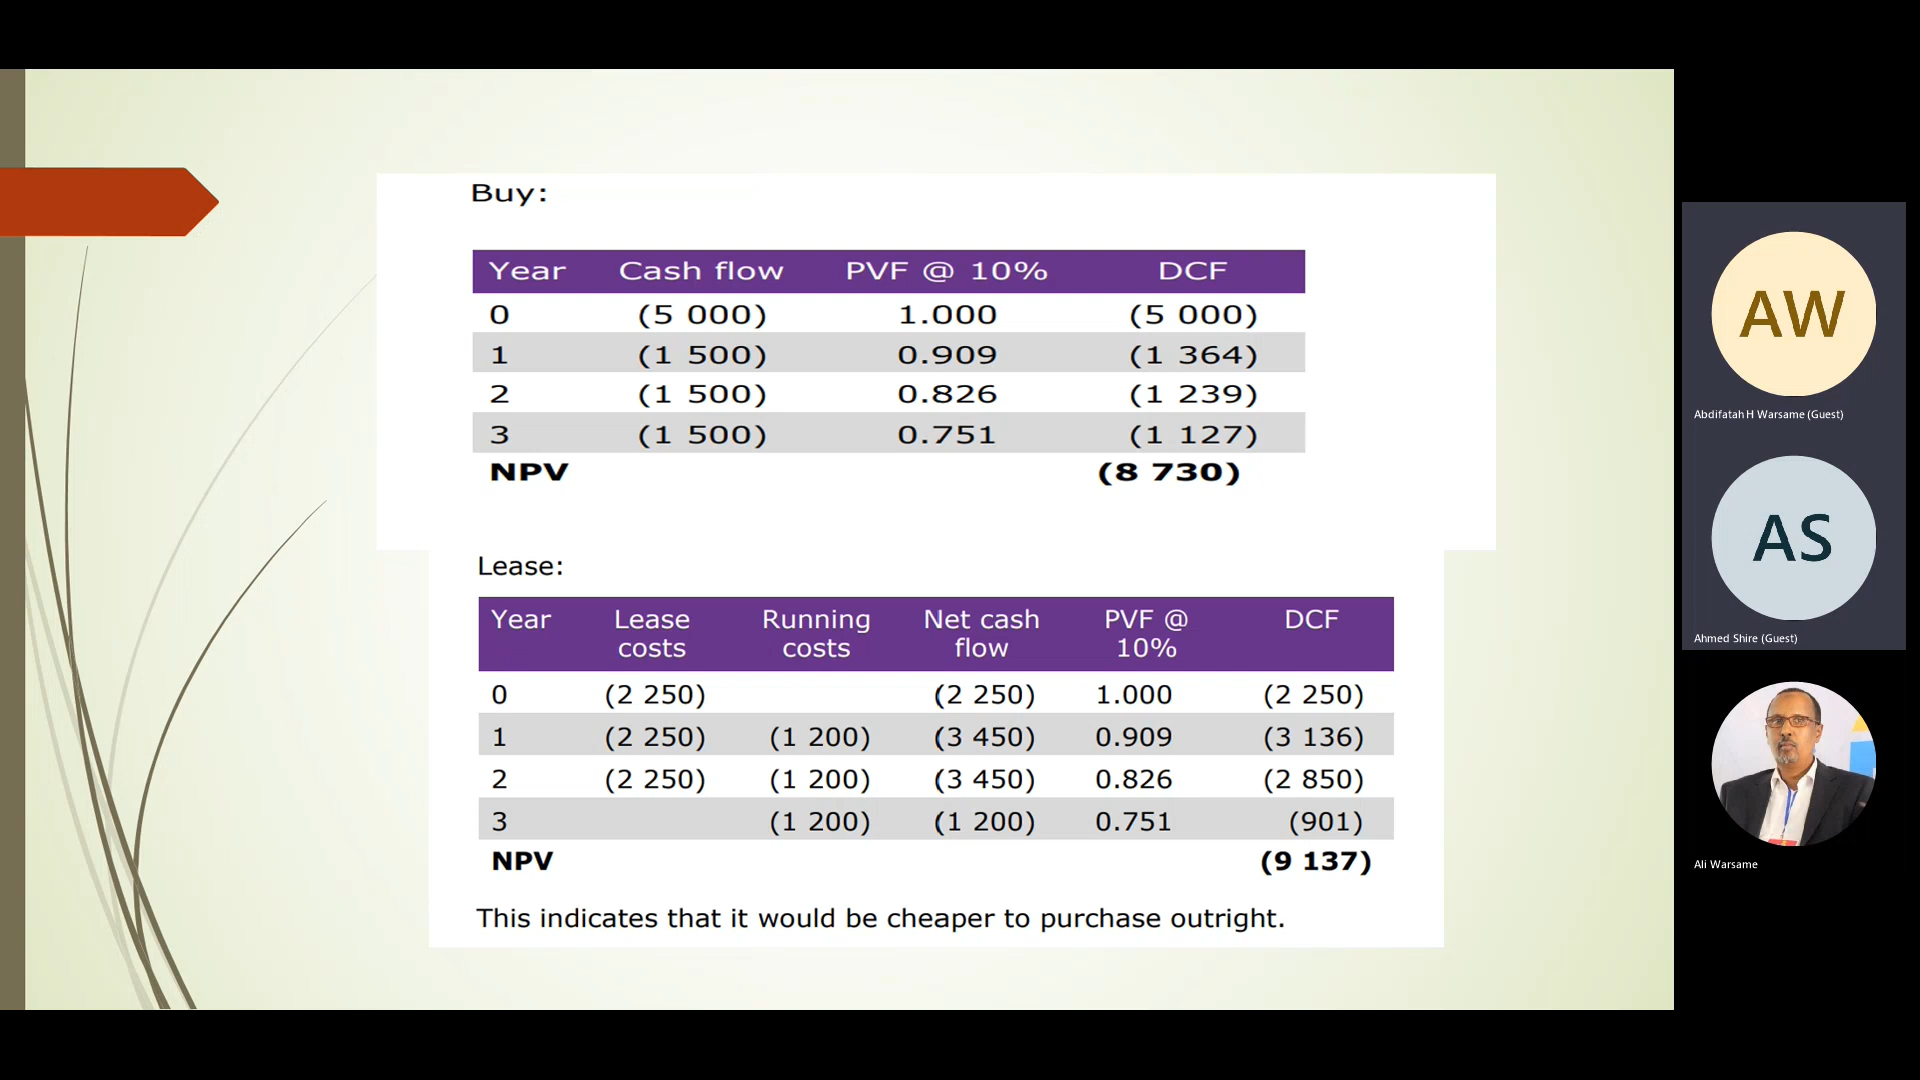 Buy:
Year Cash flow PVF @ 10% DCF
0 (5 000) 1.000 (5 000)
1 (1 500) 0.909 (1 364)
2 (1 500) 0.826 (1 239)
3 (1 500) 0.751 (1 127)
NPV (8 730)
Lease:
Year Lease costs Running costs Net cash flow PVF @ 10% DCF
0 (2 250) (2 250) 1.000 (2 250)
1 (2 250) (1 200) (3 450) 0.909 (3 136)
2 (2 250) (1 200) (3 450) 0.826 (2 850)
3 (1 200) (1 200) 0.751 (901)
NPV (9 137)
This indicates that it would be cheaper to purchase outright.
AW
Abdifatah H Warsame (Guest)
AS
Ahmed Shire (Guest)
Ali Warsame